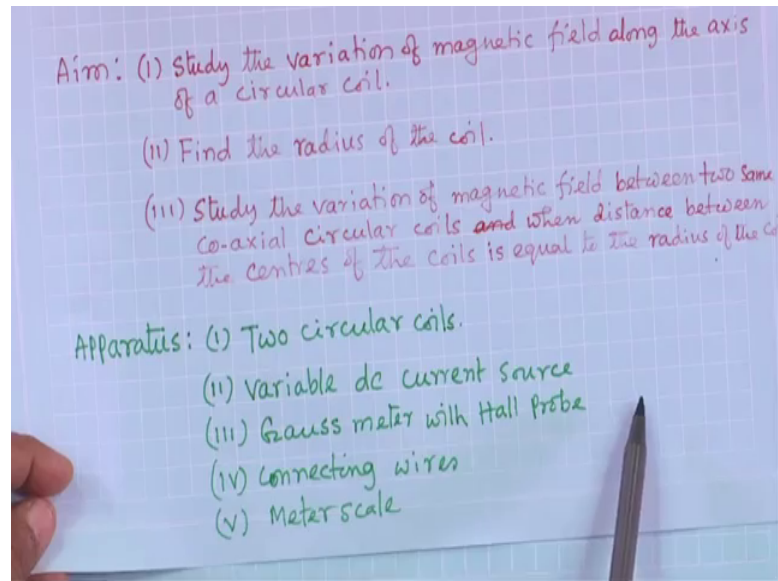 Aim: (i) Study the variation of magnetic field along the axis
of a circular coil.
(ii) Find the radius of the coil.
(iii) Study the variation of magnetic field between two same
co-axial circular coils and when distance between
the centres of the coils is equal to the radius of the
Apparatus: (i) Two circular coils.
(ii) Variable dc current source
(iii) Gauss meter with Hall Probe
(iv) Connecting wires
(v) Meter scale